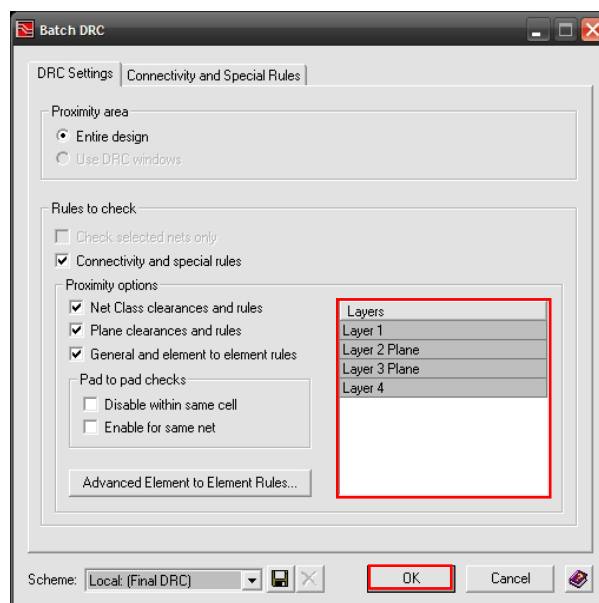 Batch DRC
DRC Settings
Connectivity and Special Rules
Proximity area
Entire design
Use DRC windows
Rules to check
Check selected nets only
Connectivity and special rules
Proximity options
Net Class clearances and rules
Plane clearances and rules
General and element to element rules
Pad to pad checks
Disable within same cell
Enable for same net
Advanced Element to Element Rules...
Layers
Layer 1
Layer 2 Plane
Layer 3 Plane
Layer 4
Scheme: Local: (Final DRC)
OK
Cancel